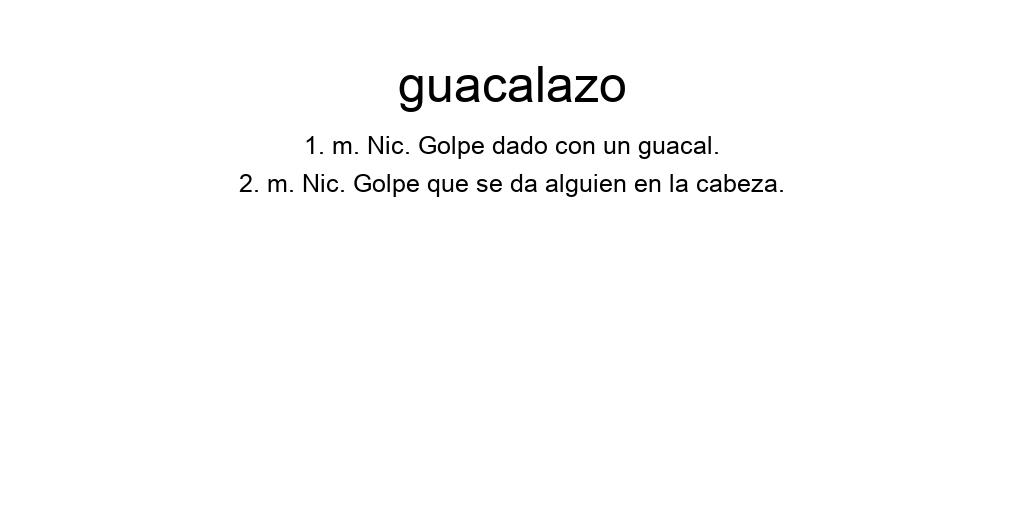 guacalazo
1. m. Nic. Golpe dado con un guacal.
2. m. Nic. Golpe que se da alguien en la cabeza.